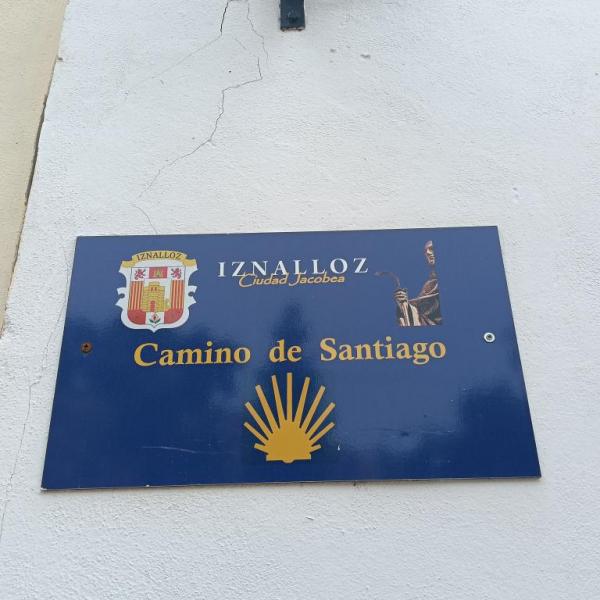 IZNALLOZ
IZNALLOZ
Ciudad Jacobea
Camino de Santiago